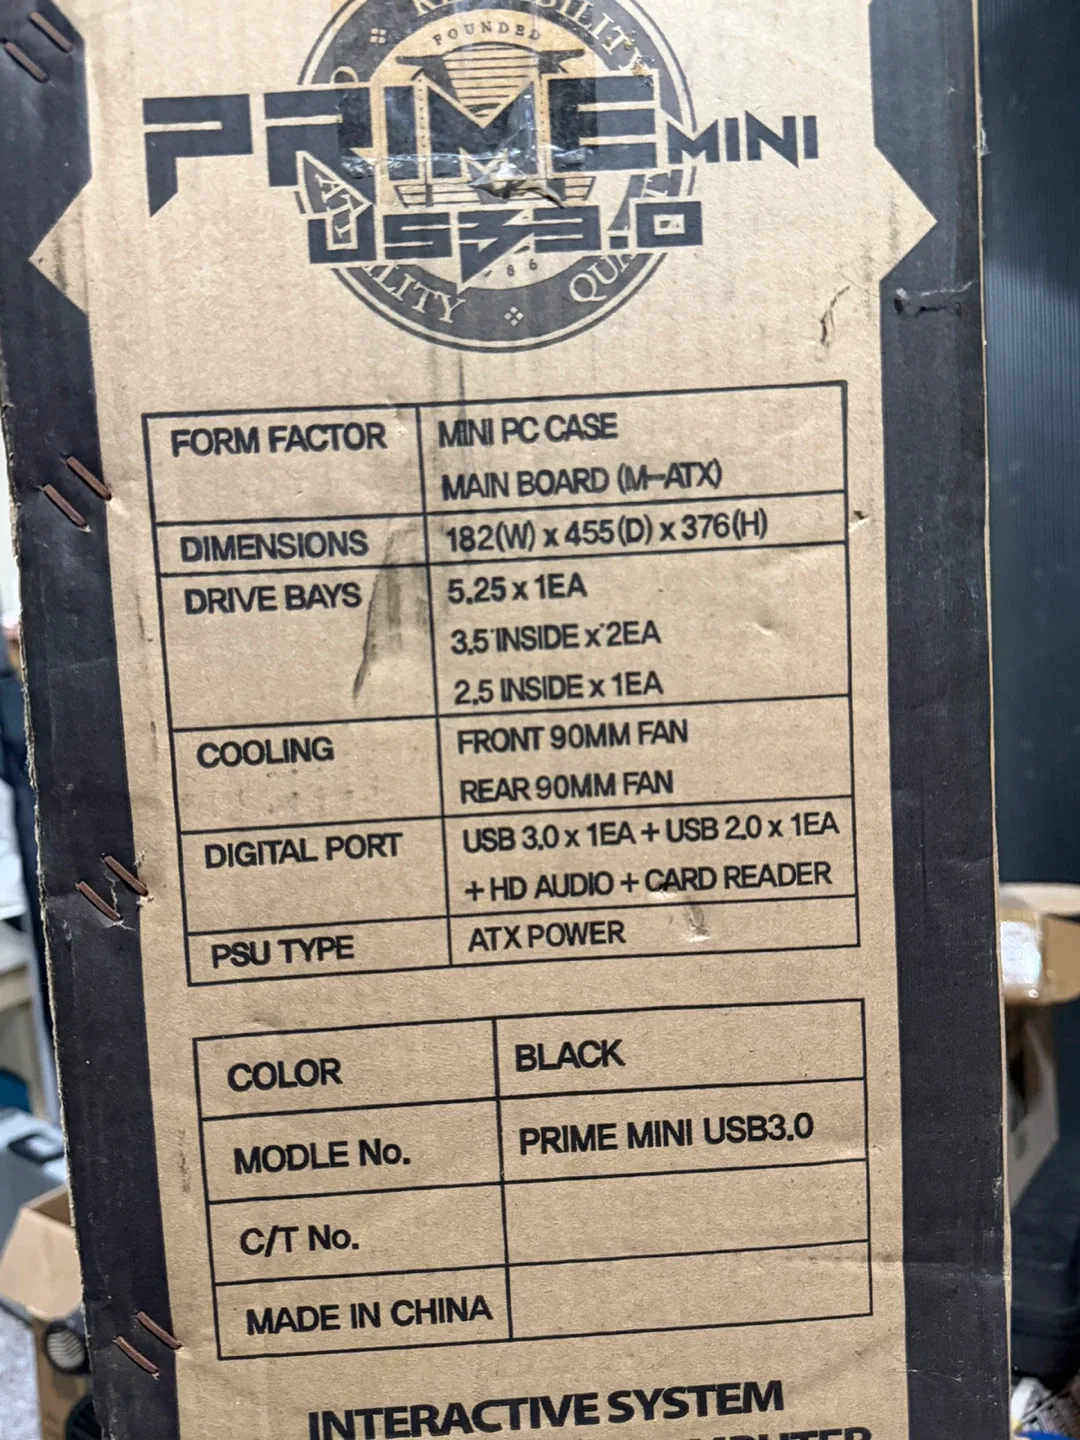 FOUNDED
PRIME MINI
USB3.0
86
FORM FACTOR MINI PC CASE
MAIN BOARD (M-ATX)
DIMENSIONS 182(W) x 455(D) x 376(H)
DRIVE BAYS 5.25 x 1EA
3.5 INSIDE x 2EA
2.5 INSIDE x 1EA
COOLING FRONT 90MM FAN
REAR 90MM FAN
DIGITAL PORT USB 3.0 x 1EA + USB 2.0 x 1EA
+ HD AUDIO + CARD READER
PSU TYPE ATX POWER
COLOR BLACK
MODLE No. PRIME MINI USB3.0
C/T No.
MADE IN CHINA
INTERACTIVE SYSTEM